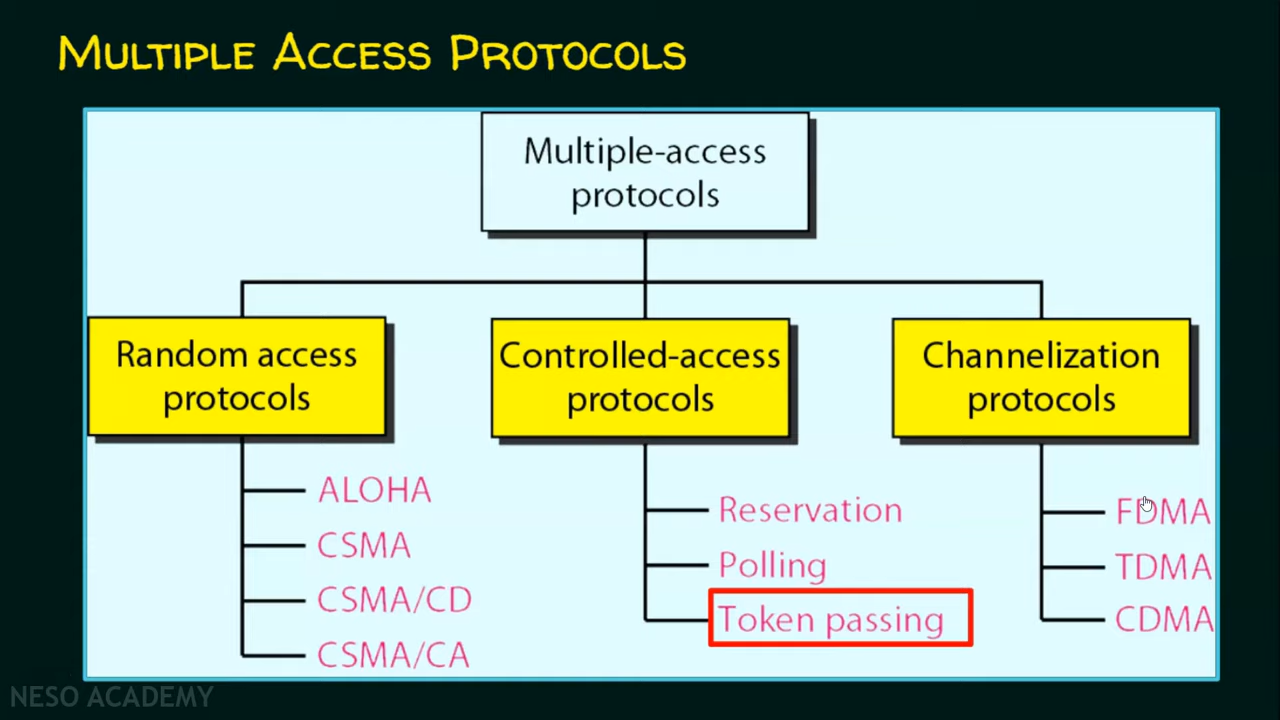 MULTIPLE ACCESS PROTOCOLS
Multiple-access
protocols
Random access
protocols
Controlled-access
protocols
Channelization
protocols
ALOHA
CSMA
CSMA/CD
CSMA/CA
Reservation
Polling
Token passing
FDMA
TDMA
CDMA
NESO ACADEMY